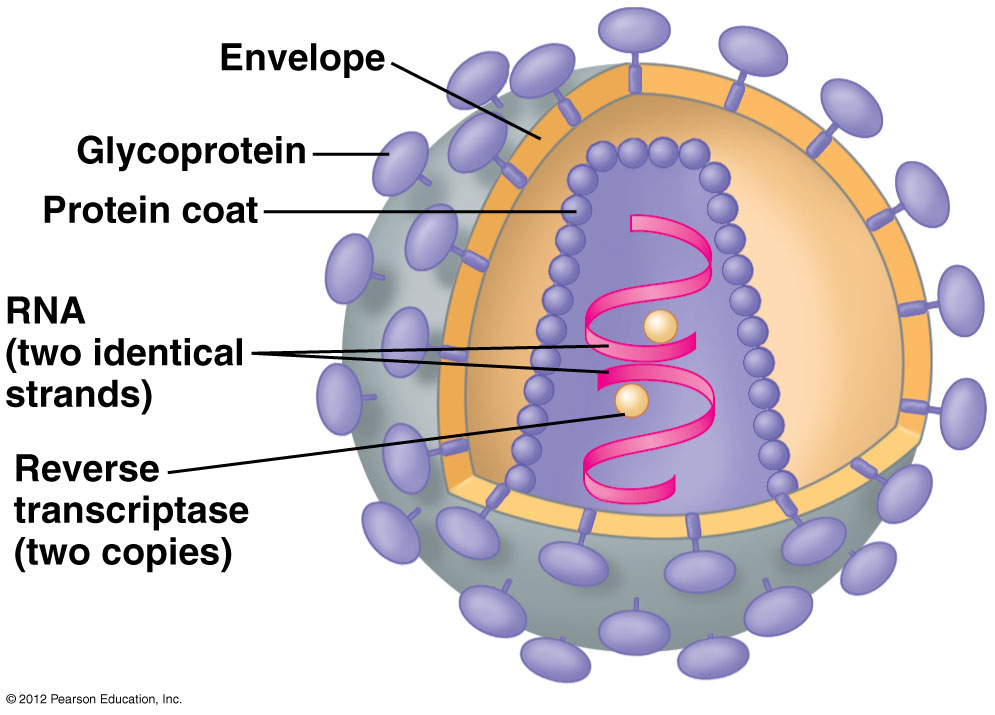 Envelope
Glycoprotein
Protein coat
RNA
(two identical
strands)
Reverse
transcriptase
(two copies)
© 2012 Pearson Education, Inc.